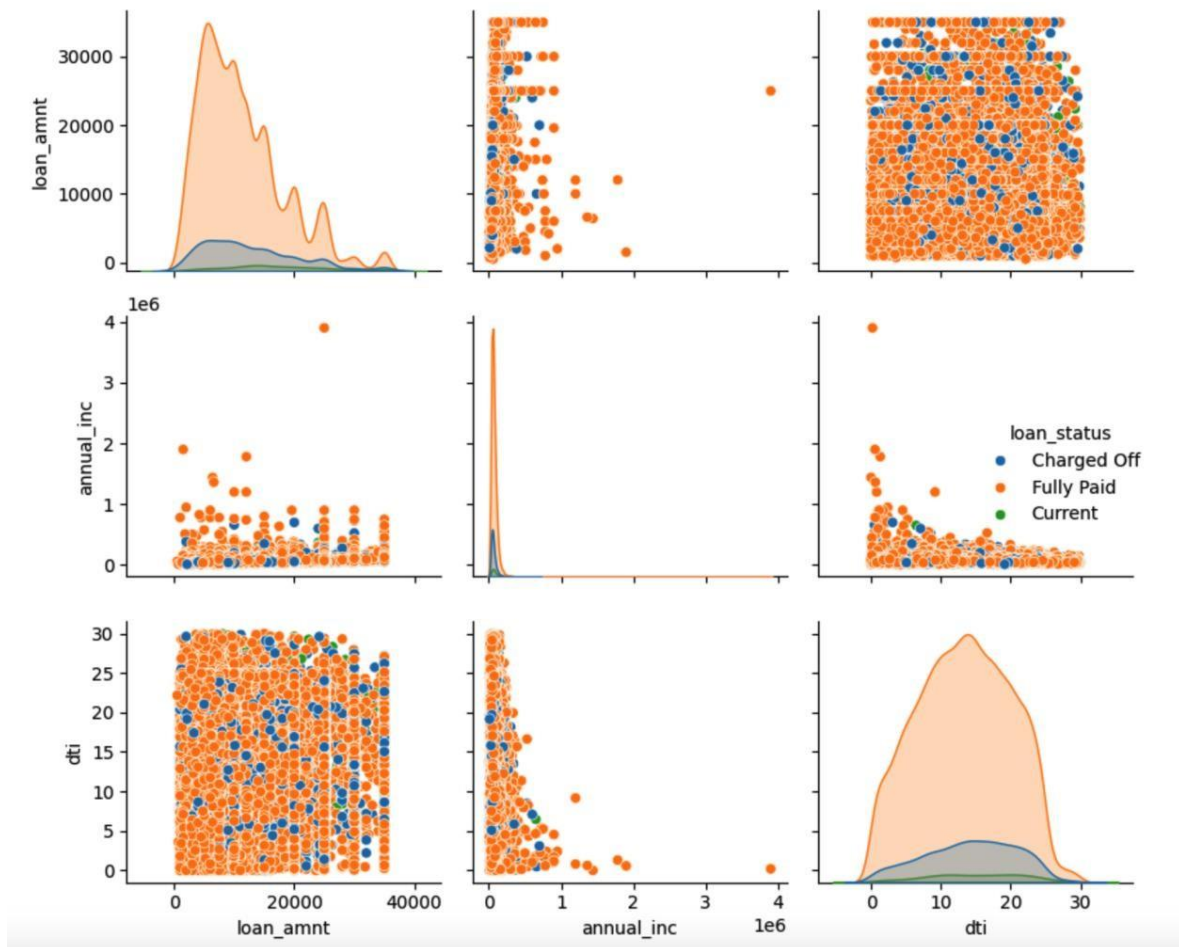 loan_amnt
30000
20000
10000
0
1e6
annual_inc
4
3
2
1
0
loan_status
Charged Off
Fully Paid
Current
dti
30
25
20
15
10
5
0
0 20000 40000
loan_amnt
0 1 2 3 4
1e6
annual_inc
0 10 20 30
dti